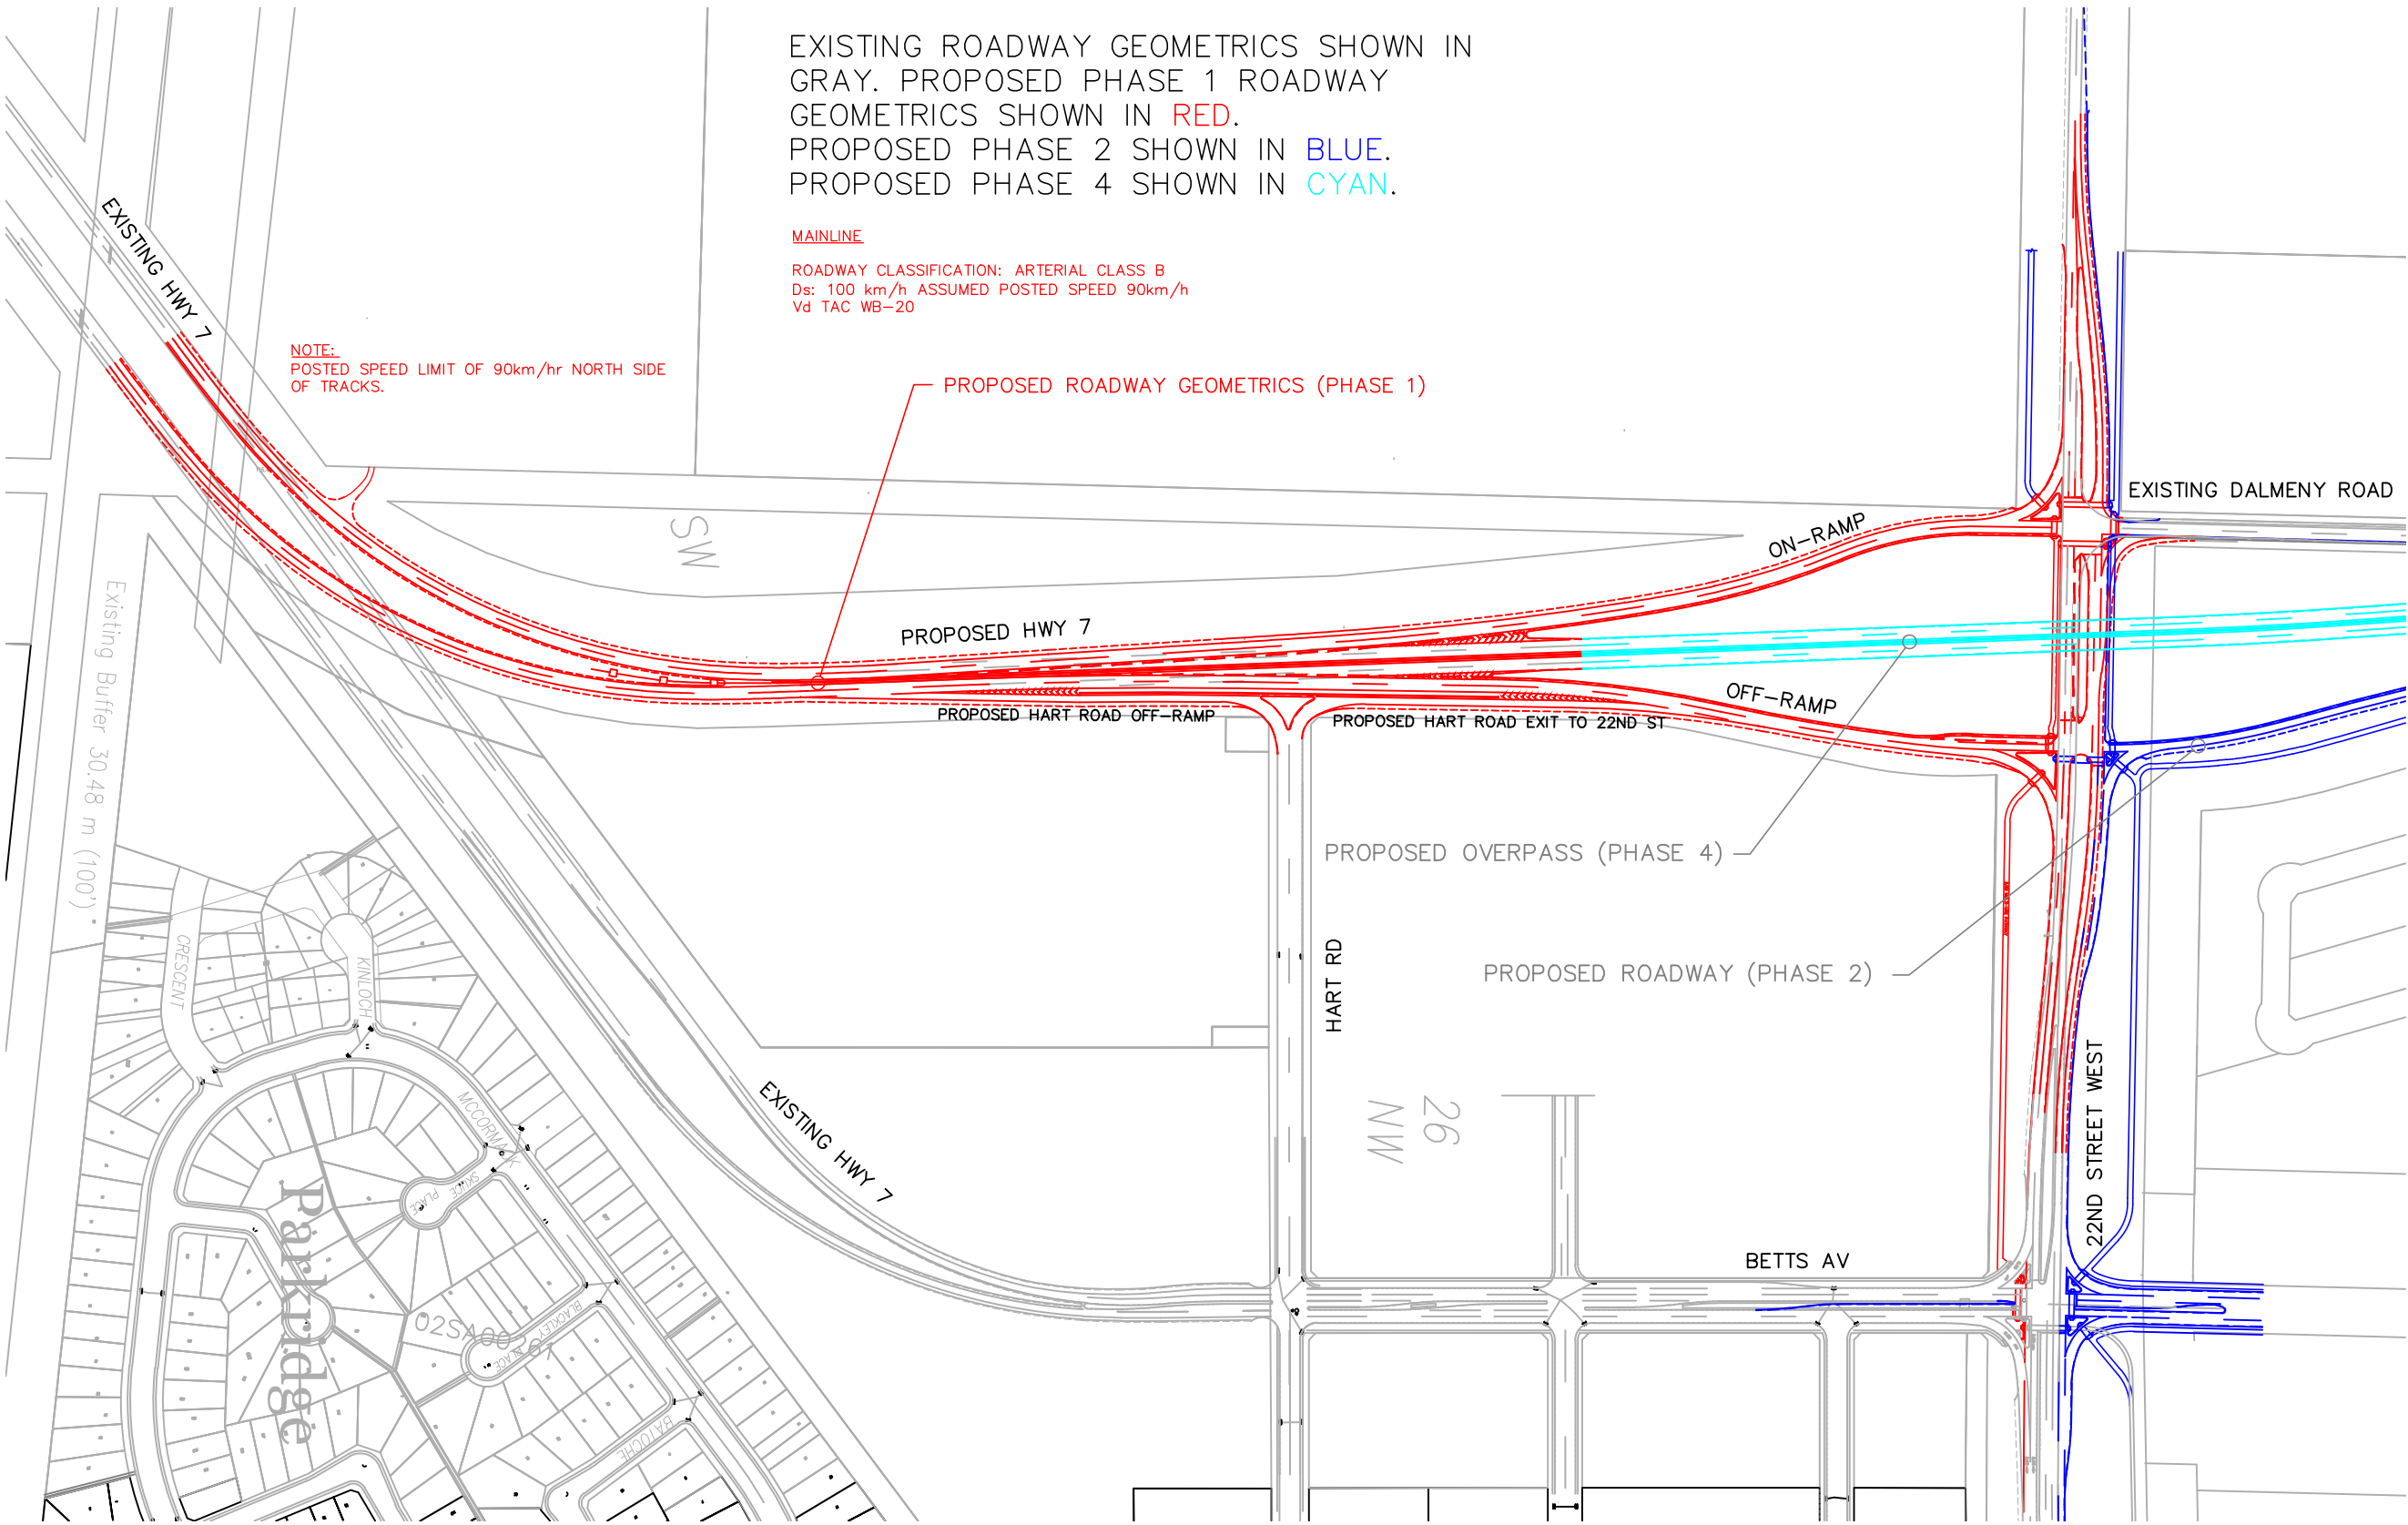 EXISTING ROADWAY GEOMETRICS SHOWN IN
GRAY. PROPOSED PHASE 1 ROADWAY
GEOMETRICS SHOWN IN RED.
PROPOSED PHASE 2 SHOWN IN BLUE.
PROPOSED PHASE 4 SHOWN IN CYAN.
MAINLINE
ROADWAY CLASSIFICATION: ARTERIAL CLASS B
Ds: 100 km/h ASSUMED POSTED SPEED 90km/h
Vd TAC WB-20
EXISTING HWY 7
NOTE:
POSTED SPEED LIMIT OF 90km/hr NORTH SIDE
OF TRACKS.
PROPOSED ROADWAY GEOMETRICS (PHASE 1)
EXISTING DALMENY ROAD
SW
ON-RAMP
PROPOSED HWY 7
OFF-RAMP
PROPOSED HART ROAD OFF-RAMP
PROPOSED HART ROAD EXIT TO 22ND ST
Existing Buffer 30.48 m (100')
PROPOSED OVERPASS (PHASE 4)
PROPOSED ROADWAY (PHASE 2)
HART RD
CRESCENT
KINLOCH
MCCORMACK
SKUCE PLACE
EXISTING HWY 7
26
NW
22ND STREET WEST
BETTS AV
Parkridge
BLACKLEY PLACE
BATOCHE